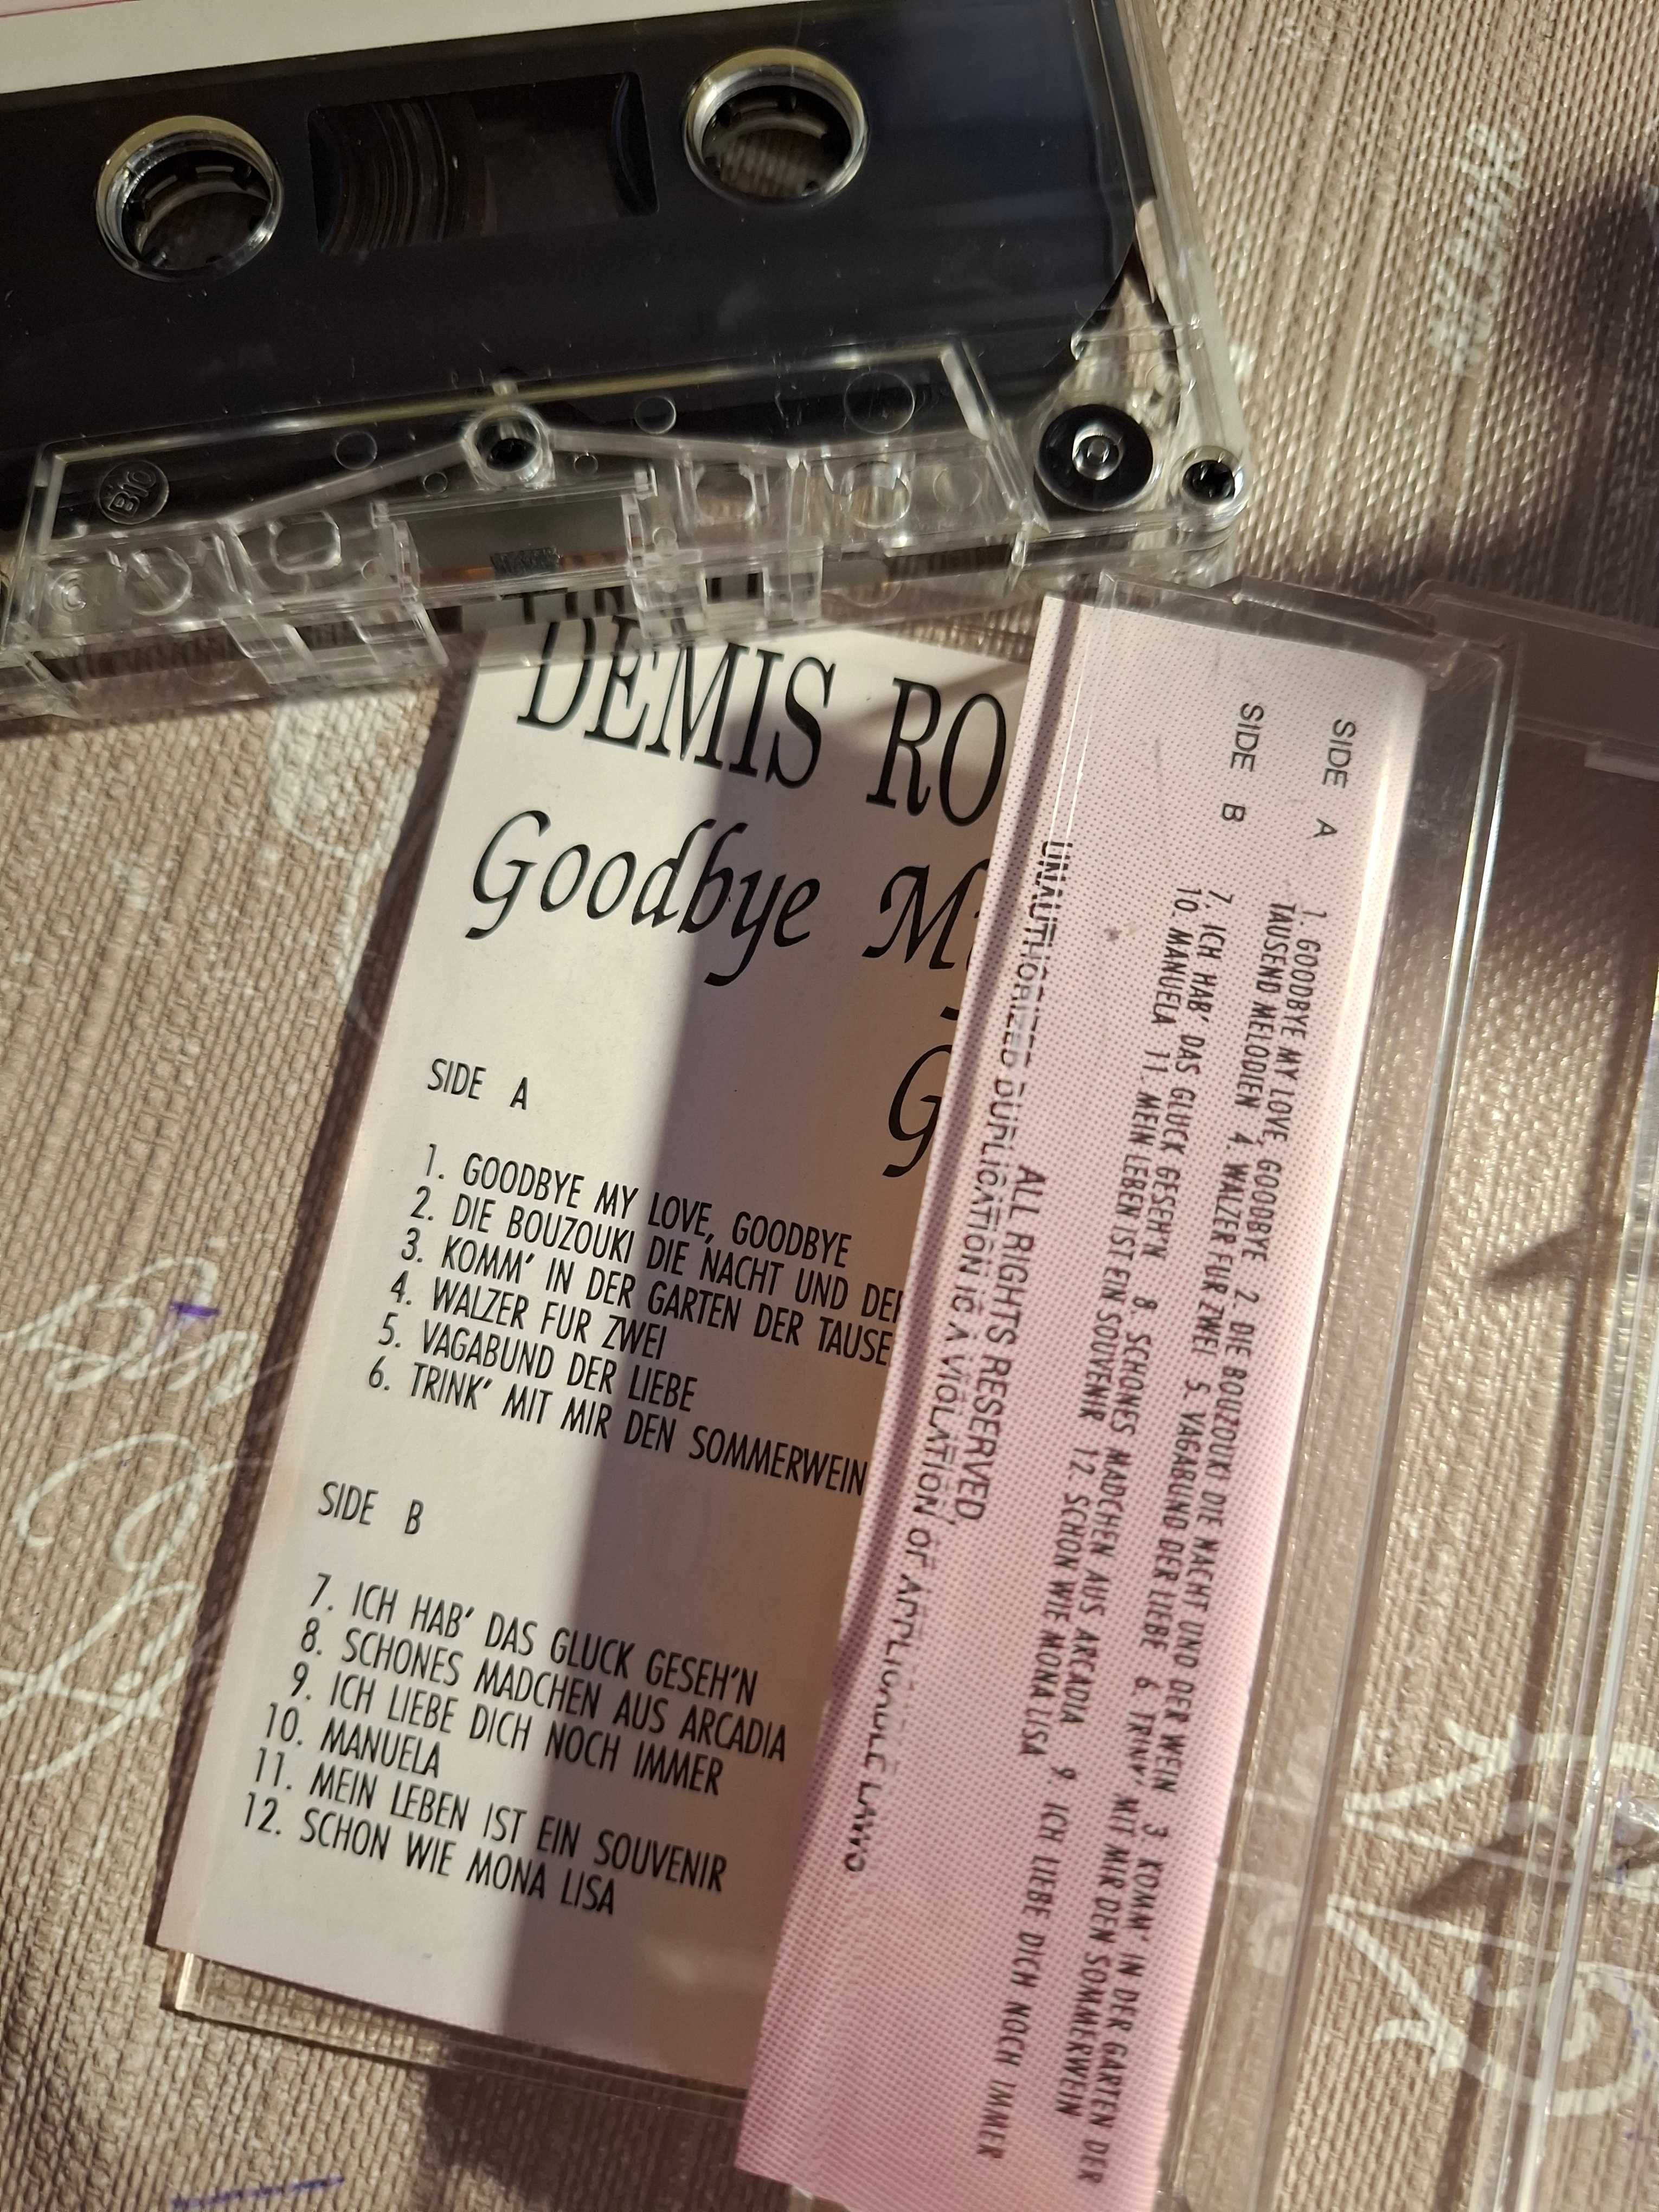 DEMIS RO
Goodbye My
G
SIDE A
1. GOODBYE MY LOVE, GOODBYE
2. DIE BOUZOUKI DIE NACHT UND DER
3. KOMM' IN DER GARTEN DER TAUSE
4. WALZER FUR ZWEI
5. VAGABUND DER LIEBE
6. TRINK' MIT MIR DEN SOMMERWEIN
SIDE B
7. ICH HAB' DAS GLUCK GESEH'N
8. SCHONES MADCHEN AUS ARCADIA
9. ICH LIEBE DICH NOCH IMMER
10. MANUELA
11. MEIN LEBEN IST EIN SOUVENIR
12. SCHON WIE MONA LISA
SIDE A
1. GOODBYE MY LOVE, GOODBYE 2. DIE BOUZOUKI DIE NACHT UND DER WEIN 3 KOMM' IN DER GARTEN DER
TAUSEND MELODIEN 4. WALZER FUR ZWEI 5. VAGABUND DER LIEBE 6. TRINK' MIT MIR DEN SOMMERWEIN
SIDE B
7. ICH HAB' DAS GLUCK GESEH'N 8. SCHONES MADCHEN AUS ARCADIA 9. ICH LIEBE DICH NOCH IMMER
10. MANUELA 11. MEIN LEBEN IST EIN SOUVENIR 12 SCHON WIE MONA LISA
ALL RIGHTS RESERVED.
UNAUTHORIZED DUPLICATION IS A VIOLATION OF APPLICABLE LAWS